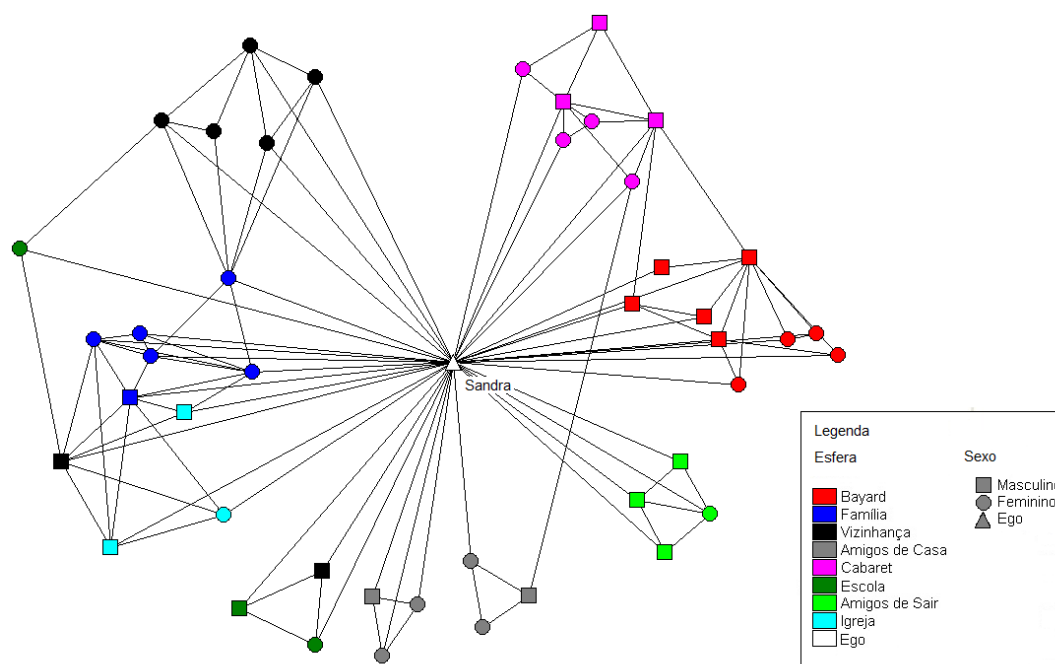 Sandra
Legenda
Esfera
Bayard
Família
Vizinhança
Amigos de Casa
Cabaret
Escola
Amigos de Sair
Igreja
Ego
Sexo
Masculino
Feminino
Ego